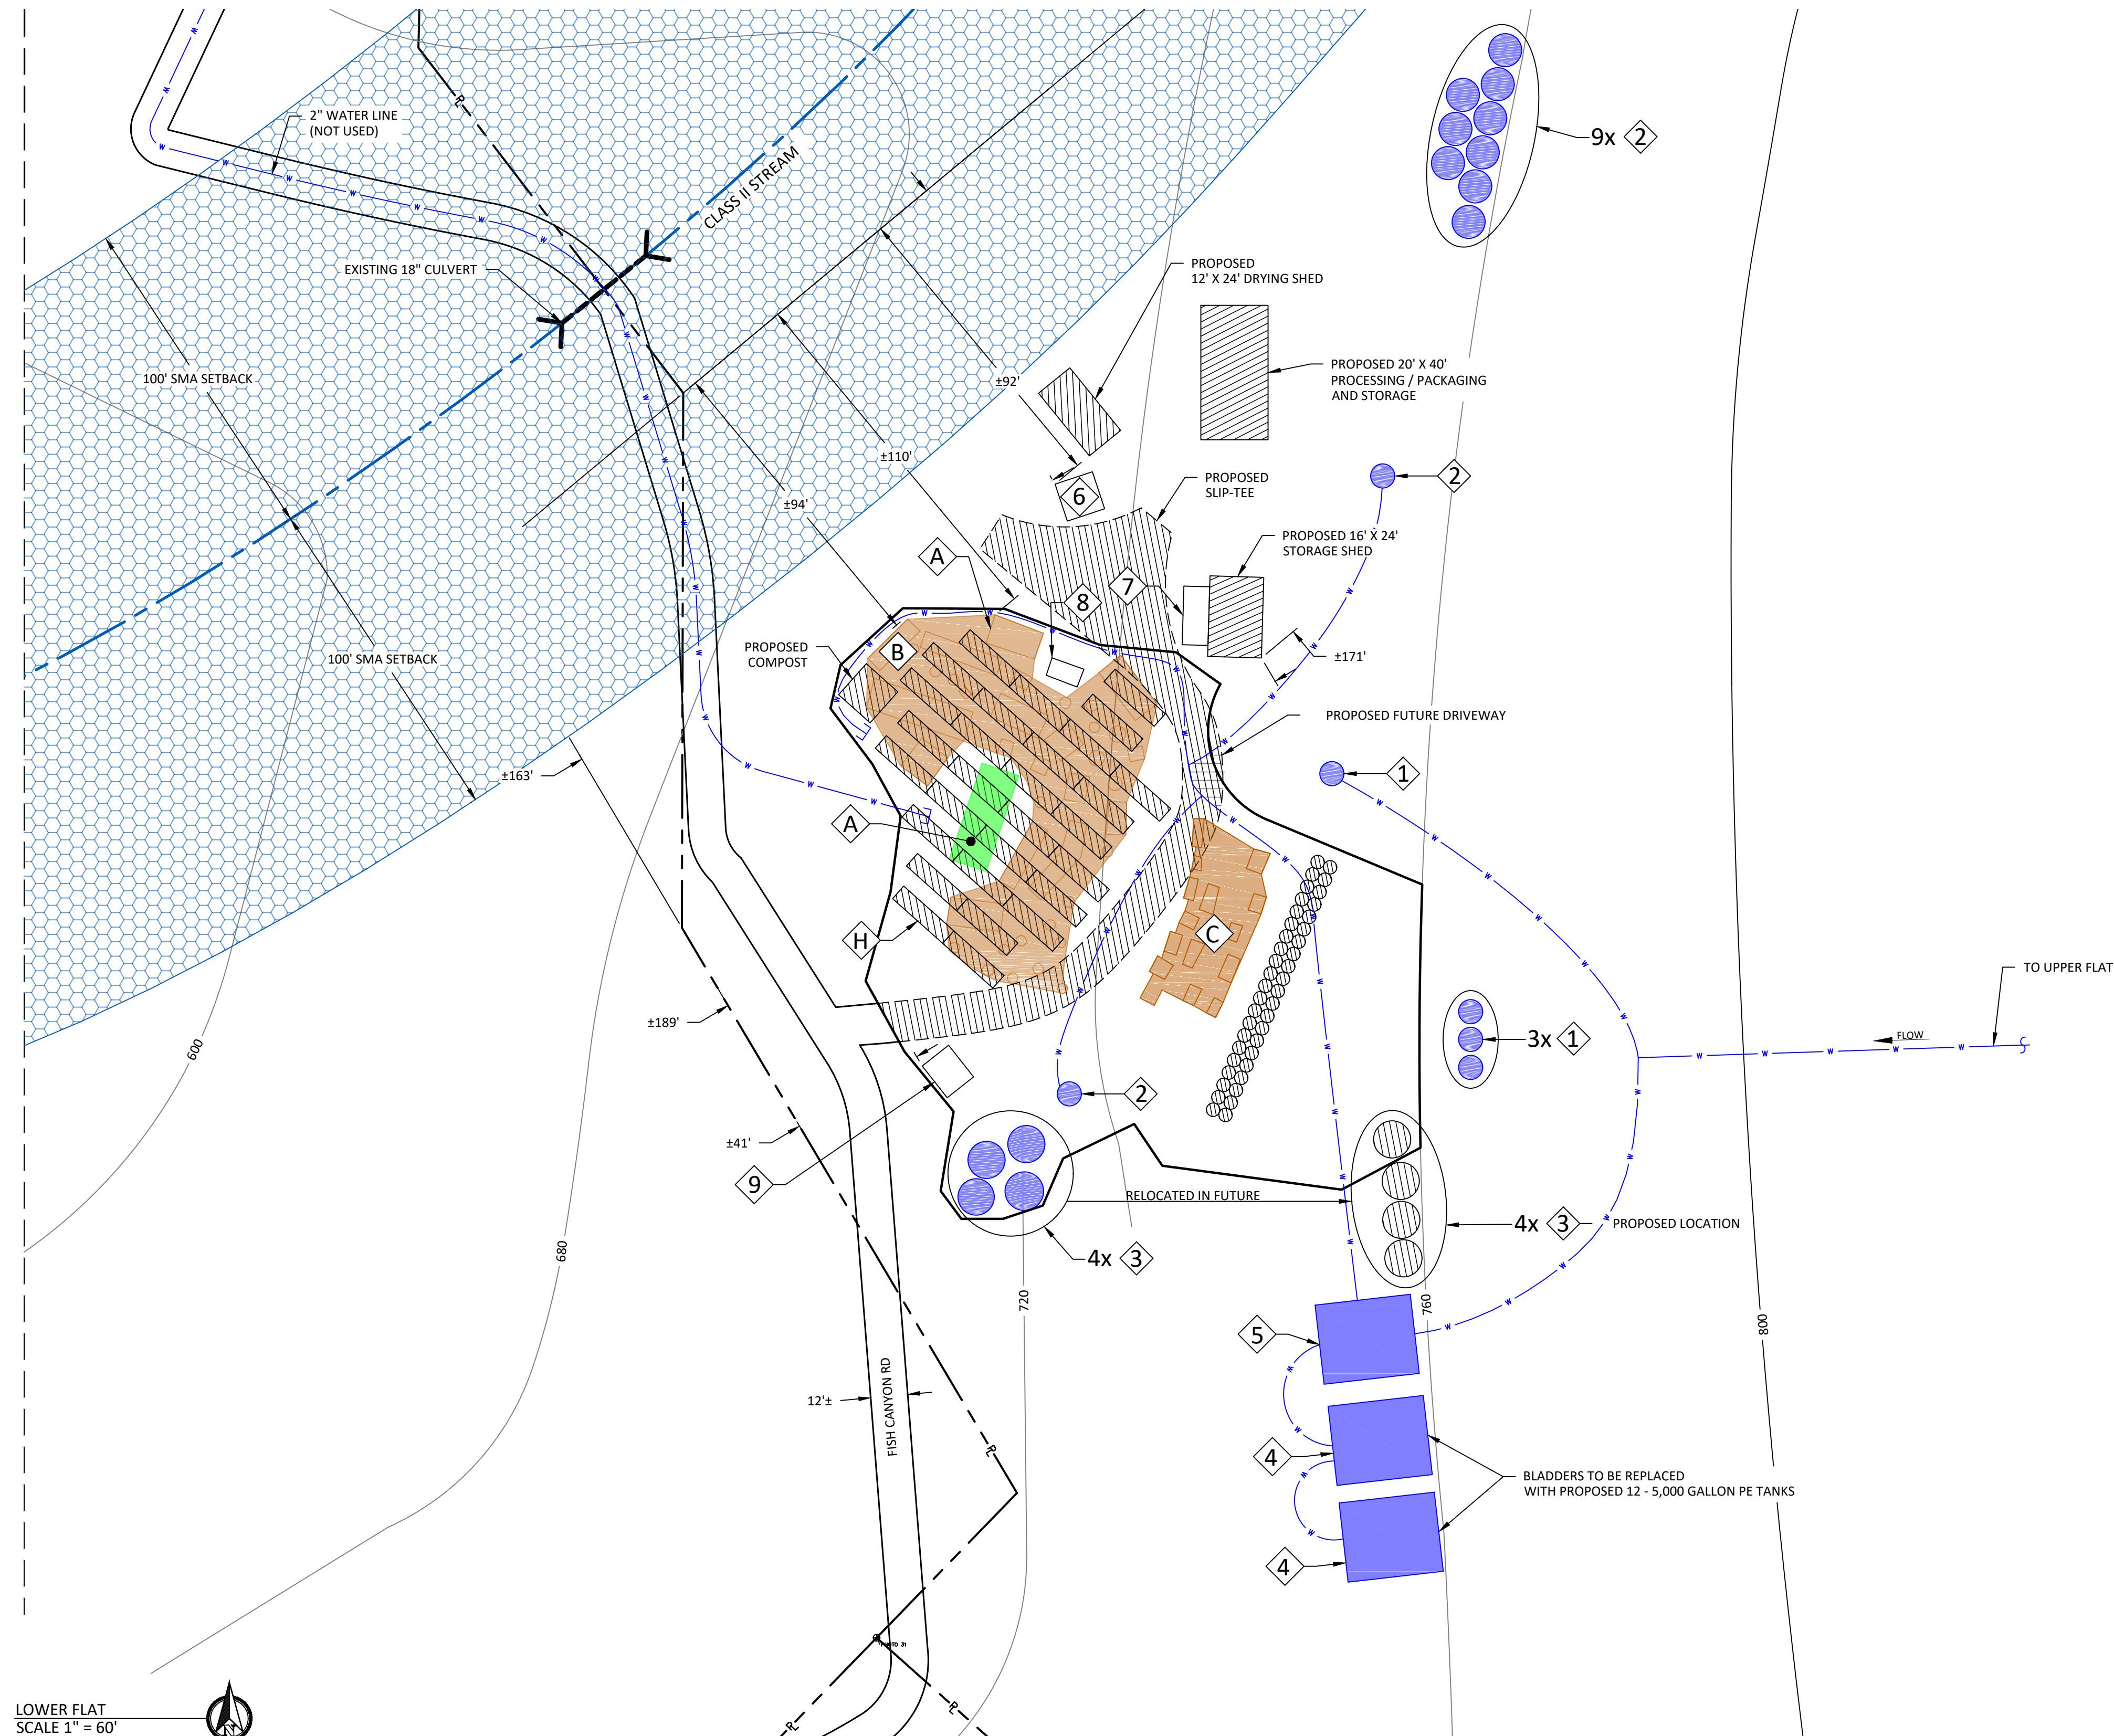 2" WATER LINE
(NOT USED)
CLASS II STREAM
9x 2
EXISTING 18" CULVERT
PROPOSED
12' X 24' DRYING SHED
100' SMA SETBACK
±92'
PROPOSED 20' X 40'
PROCESSING / PACKAGING
AND STORAGE
±110'
2
±94'
6
PROPOSED
SLIP-TEE
PROPOSED 16' X 24'
STORAGE SHED
A
7
8
PROPOSED
COMPOST
B
100' SMA SETBACK
±171'
PROPOSED FUTURE DRIVEWAY
±163'
1
A
H
C
TO UPPER FLAT
±189'
600
3x 1
FLOW
2
±41'
9
RELOCATED IN FUTURE
4x 3
PROPOSED LOCATION
4x 3
680
720
760
800
5
FISH CANYON RD
12'±
4
BLADDERS TO BE REPLACED
WITH PROPOSED 12 - 5,000 GALLON PE TANKS
4
LOWER FLAT
SCALE 1" = 60'
N